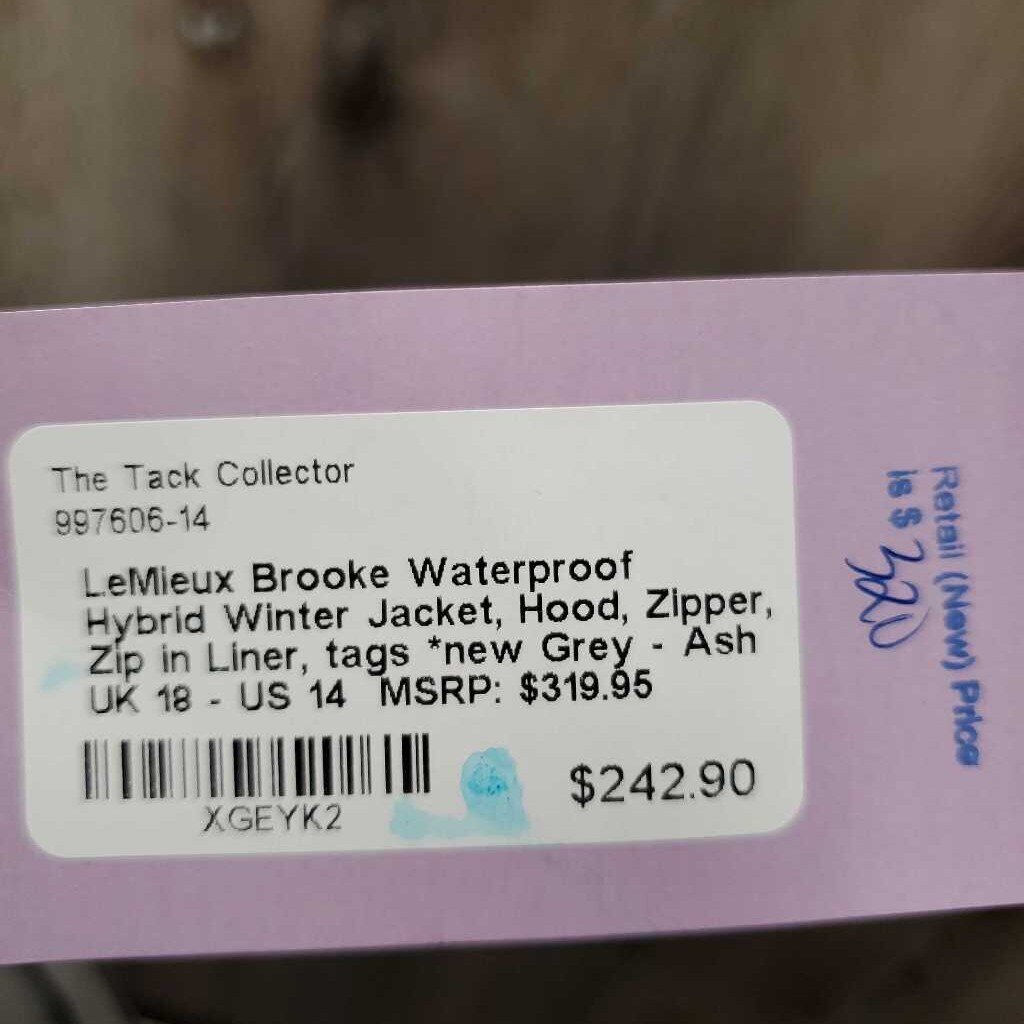 The Tack Collector
997606-14
LeMieux Brooke Waterproof
Hybrid Winter Jacket, Hood, Zipper,
Zip in Liner, tags *new Grey - Ash
UK 18 - US 14 MSRP: $319.95
XGEYK2
$242.90
Retail (New) Price
is $ 320